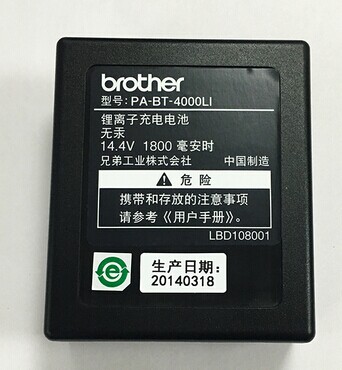 brother
型号: PA-BT-4000LI
锂离子充电电池
无汞
14.4V 1800 毫安时
兄弟工业株式会社 中国制造
危险
携带和存放的注意事项
请参考《用户手册》。
LBD108001
生产日期:
20140318